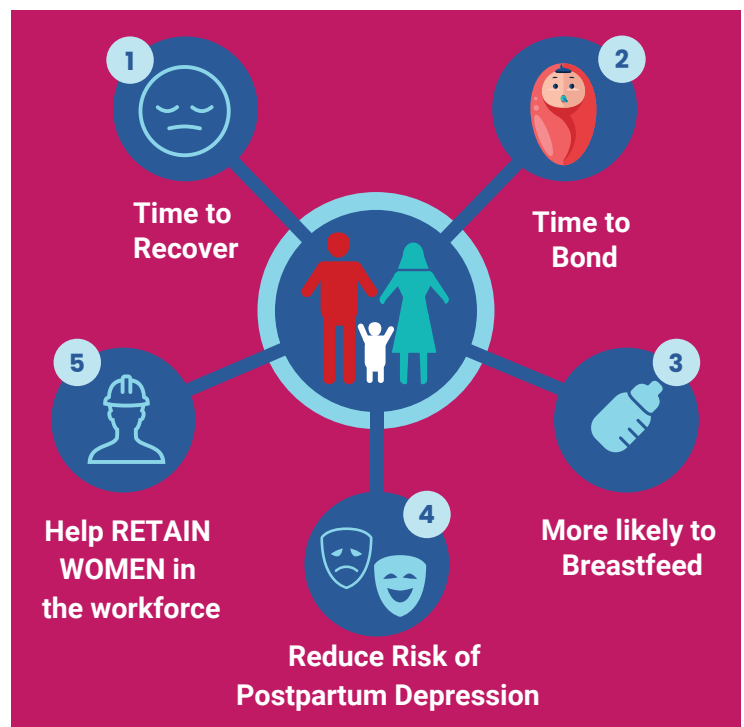 1
Time to
Recover
2
Time to
Bond
3
More likely to
Breastfeed
4
Reduce Risk of
Postpartum Depression
5
Help RETAIN
WOMEN in
the workforce